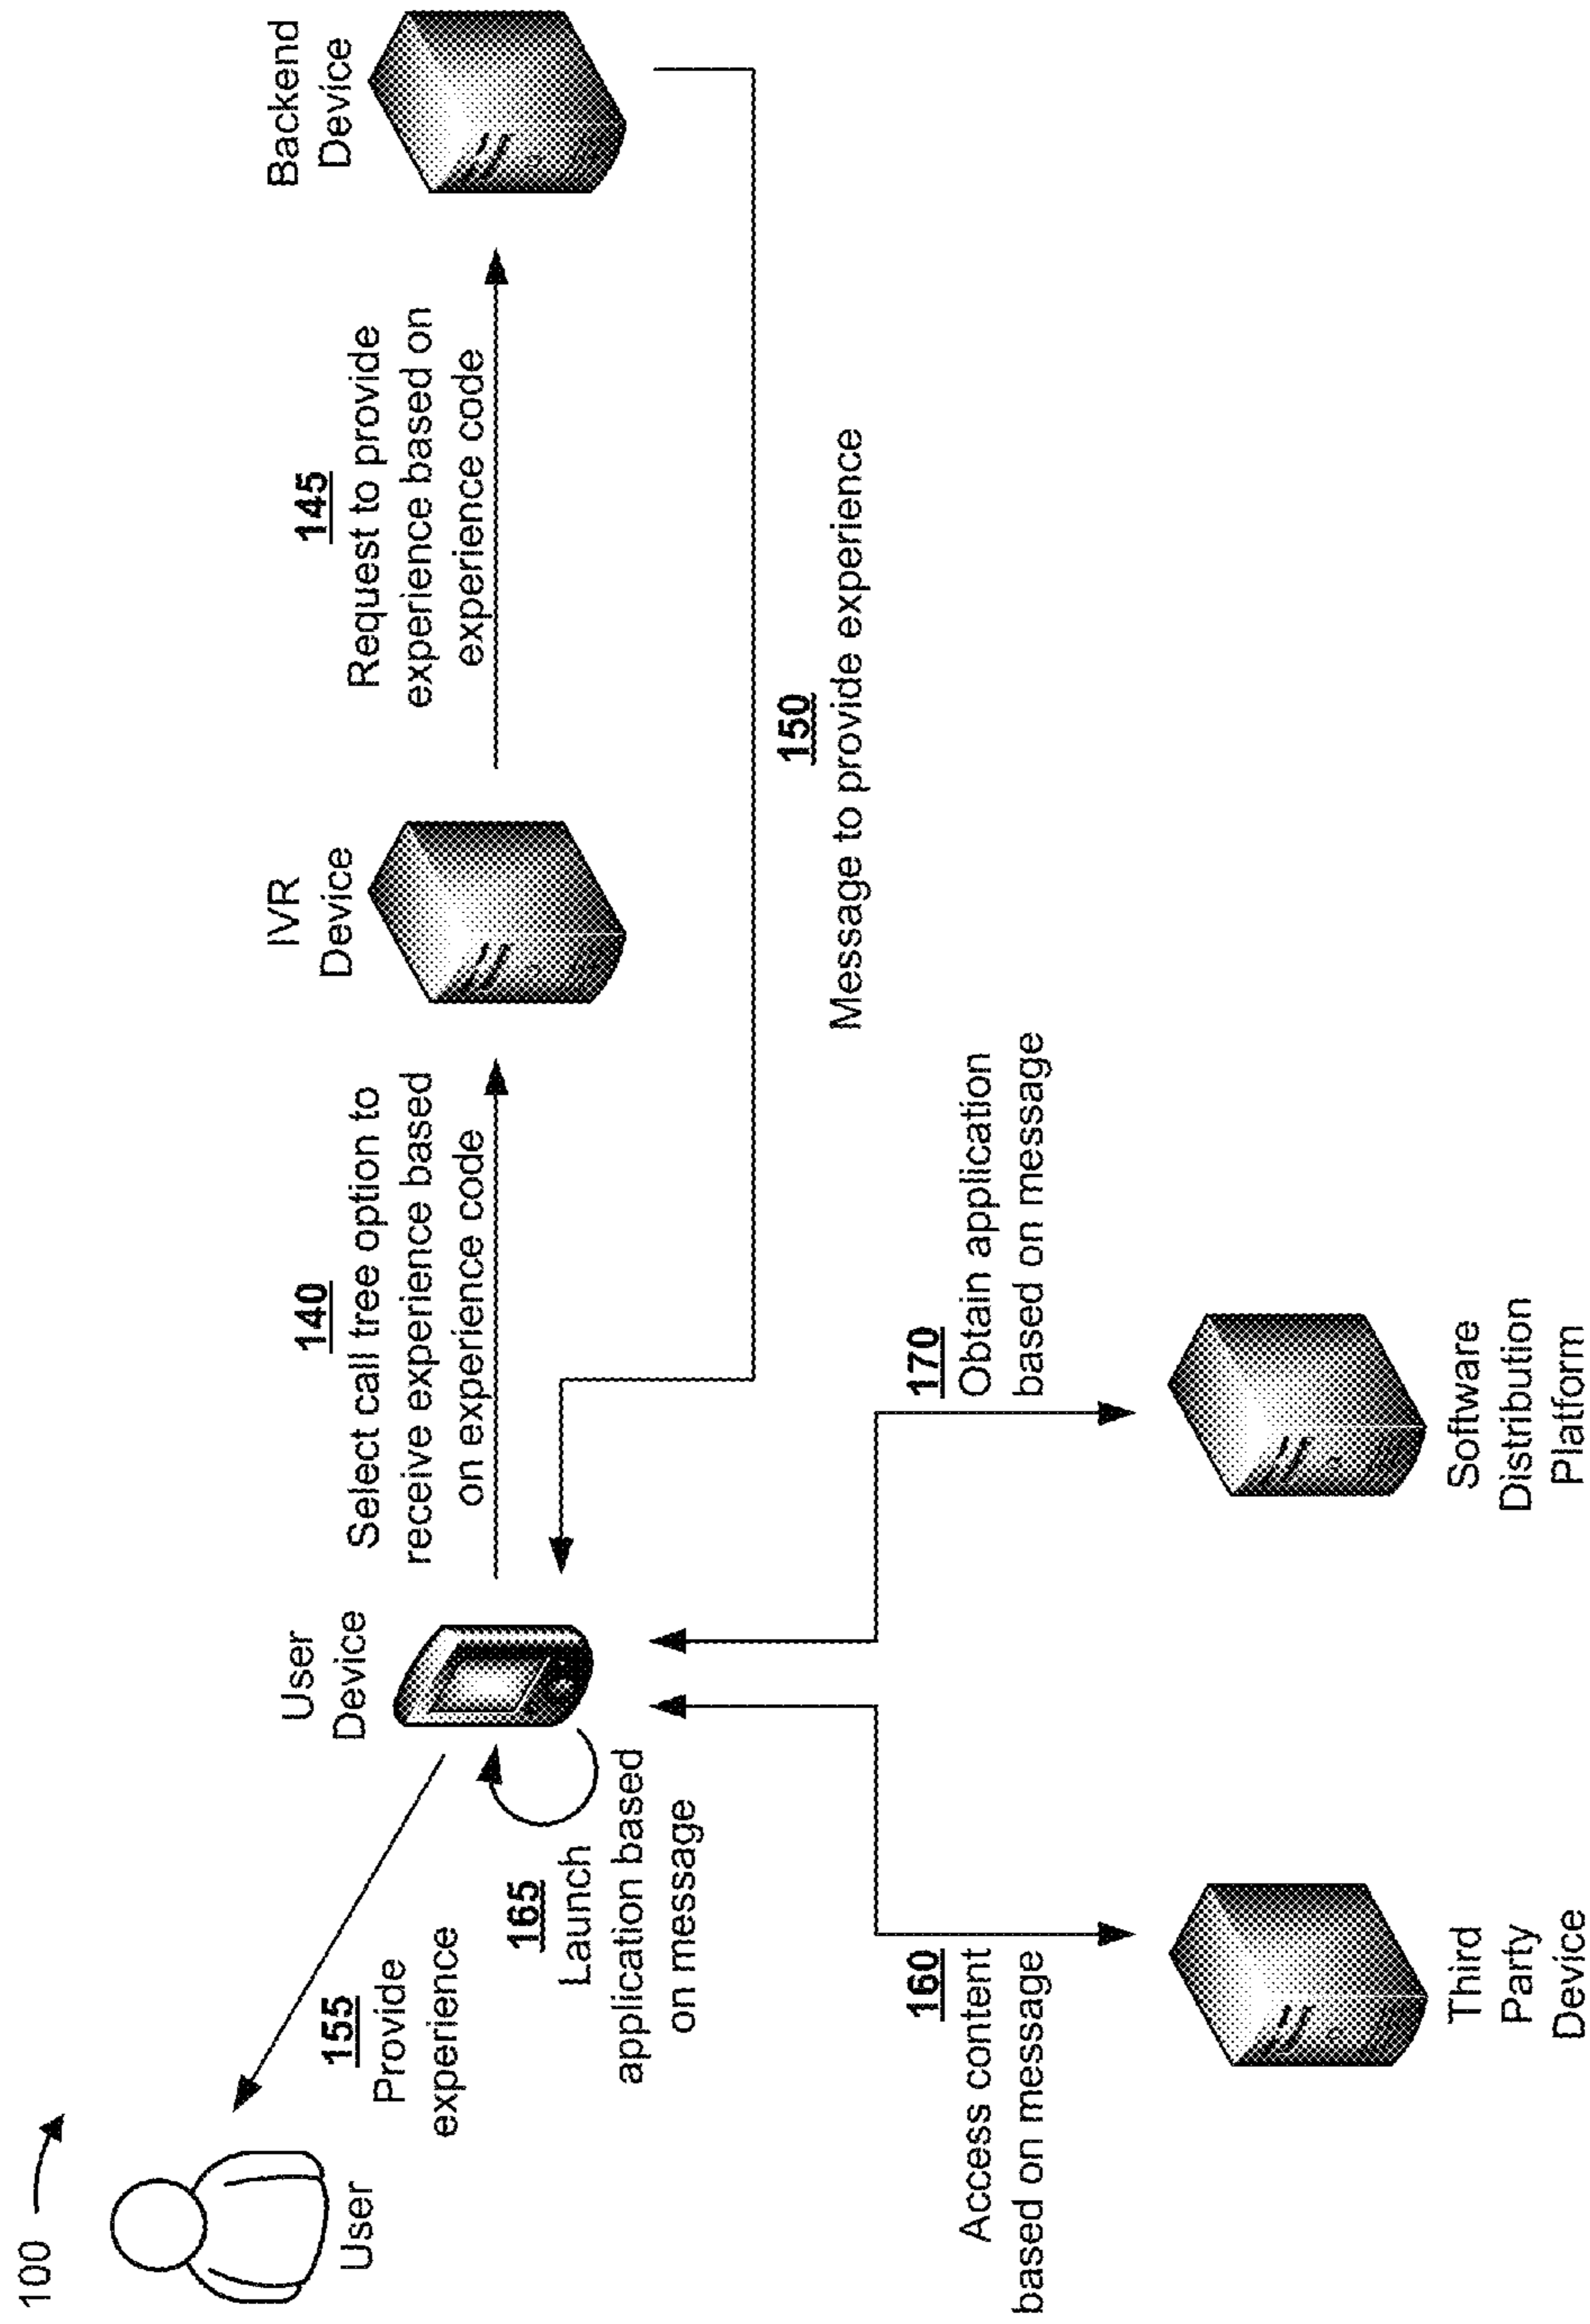 100
User
155
Provide
experience
User
Device
165
Launch
application based
on message
140
Select call tree option to
receive experience based
on experience code
IVR
Device
145
Request to provide
experience based on
experience code
Backend
Device
150
Message to provide experience
160
Access content
based on message
Third
Party
Device
170
Obtain application
based on message
Software
Distribution
Platform